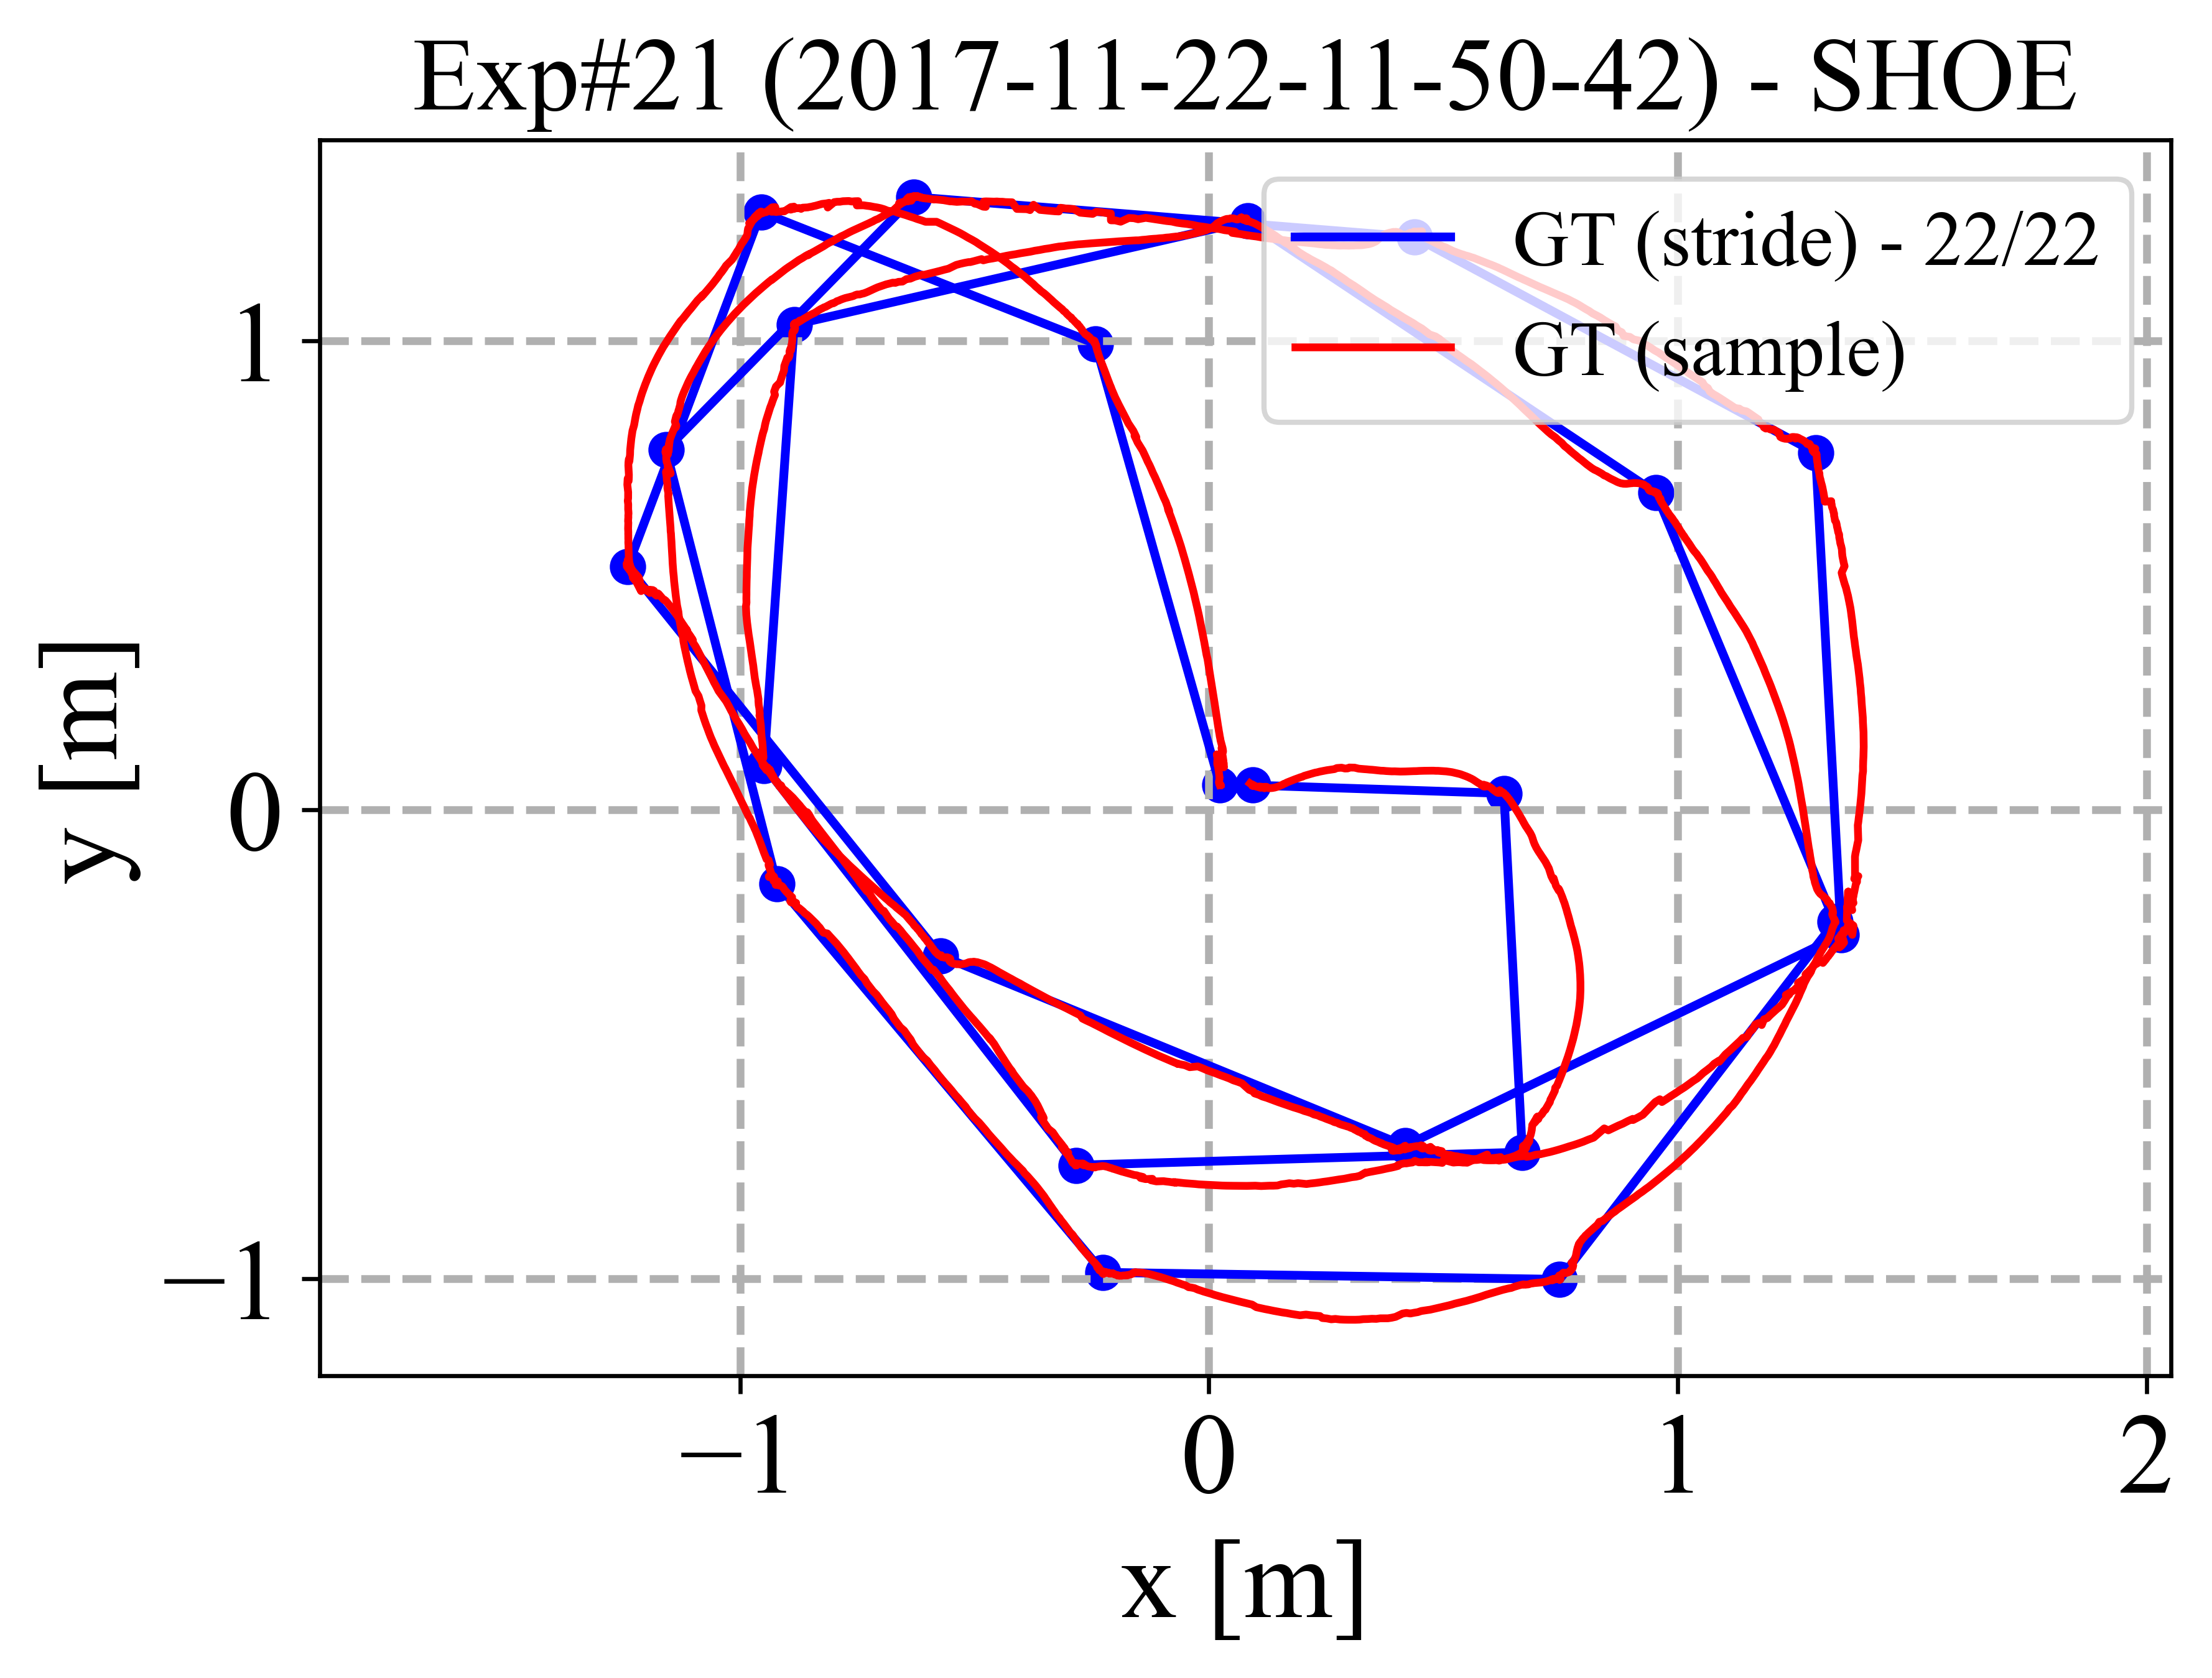 Exp#21 (2017-11-22-11-50-42) - SHOE
GT (stride) - 22/22
GT (sample)
1
0
−1
y [m]
−1 0 1 2
x [m]